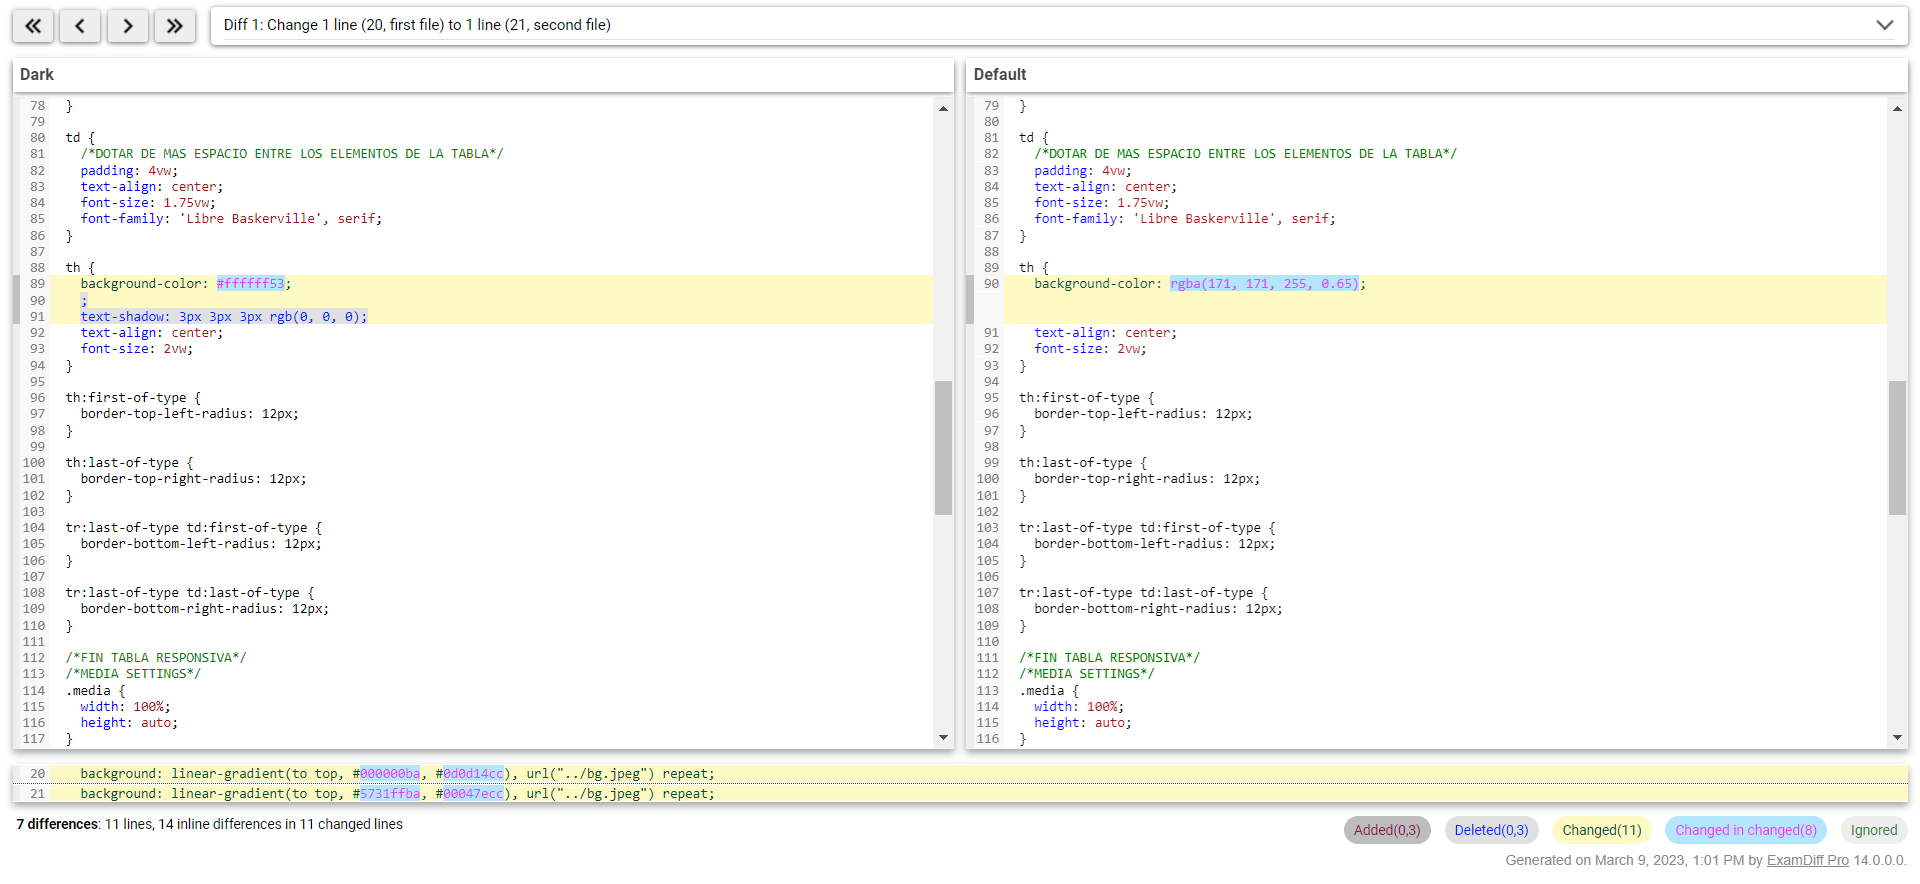 Diff 1: Change 1 line (20, first file) to 1 line (21, second file)
Dark
78 }
79
80 td {
81 /*DOTAR DE MAS ESPACIO ENTRE LOS ELEMENTOS DE LA TABLA*/
82 padding: 4vw;
83 text-align: center;
84 font-size: 1.75vw;
85 font-family: 'Libre Baskerville', serif;
86 }
87
88 th {
89 background-color: #ffffff53;
90 ;
91 text-shadow: 3px 3px 3px rgb(0, 0, 0);
92 text-align: center;
93 font-size: 2vw;
94 }
95
96 th:first-of-type {
97 border-top-left-radius: 12px;
98 }
99
100 th:last-of-type {
101 border-top-right-radius: 12px;
102 }
103
104 tr:last-of-type td:first-of-type {
105 border-bottom-left-radius: 12px;
106 }
107
108 tr:last-of-type td:last-of-type {
109 border-bottom-right-radius: 12px;
110 }
111
112 /*FIN TABLA RESPONSIVA*/
113 /*MEDIA SETTINGS*/
114 .media {
115 width: 100%;
116 height: auto;
117 }
Default
79 }
80
81 td {
82 /*DOTAR DE MAS ESPACIO ENTRE LOS ELEMENTOS DE LA TABLA*/
83 padding: 4vw;
84 text-align: center;
85 font-size: 1.75vw;
86 font-family: 'Libre Baskerville', serif;
87 }
88
89 th {
90 background-color: rgba(171, 171, 255, 0.65);
91 text-align: center;
92 font-size: 2vw;
93 }
94
95 th:first-of-type {
96 border-top-left-radius: 12px;
97 }
98
99 th:last-of-type {
100 border-top-right-radius: 12px;
101 }
102
103 tr:last-of-type td:first-of-type {
104 border-bottom-left-radius: 12px;
105 }
106
107 tr:last-of-type td:last-of-type {
108 border-bottom-right-radius: 12px;
109 }
110
111 /*FIN TABLA RESPONSIVA*/
112 /*MEDIA SETTINGS*/
113 .media {
114 width: 100%;
115 height: auto;
116 }
20 background: linear-gradient(to top, #000000ba, #0d0d14cc), url("../bg.jpeg") repeat;
21 background: linear-gradient(to top, #5731ffba, #00047ecc), url("../bg.jpeg") repeat;
7 differences: 11 lines, 14 inline differences in 11 changed lines
Added(0,3) Deleted(0,3) Changed(11) Changed in changed(8) Ignored
Generated on March 9, 2023, 1:01 PM by ExamDiff Pro 14.0.0.0.